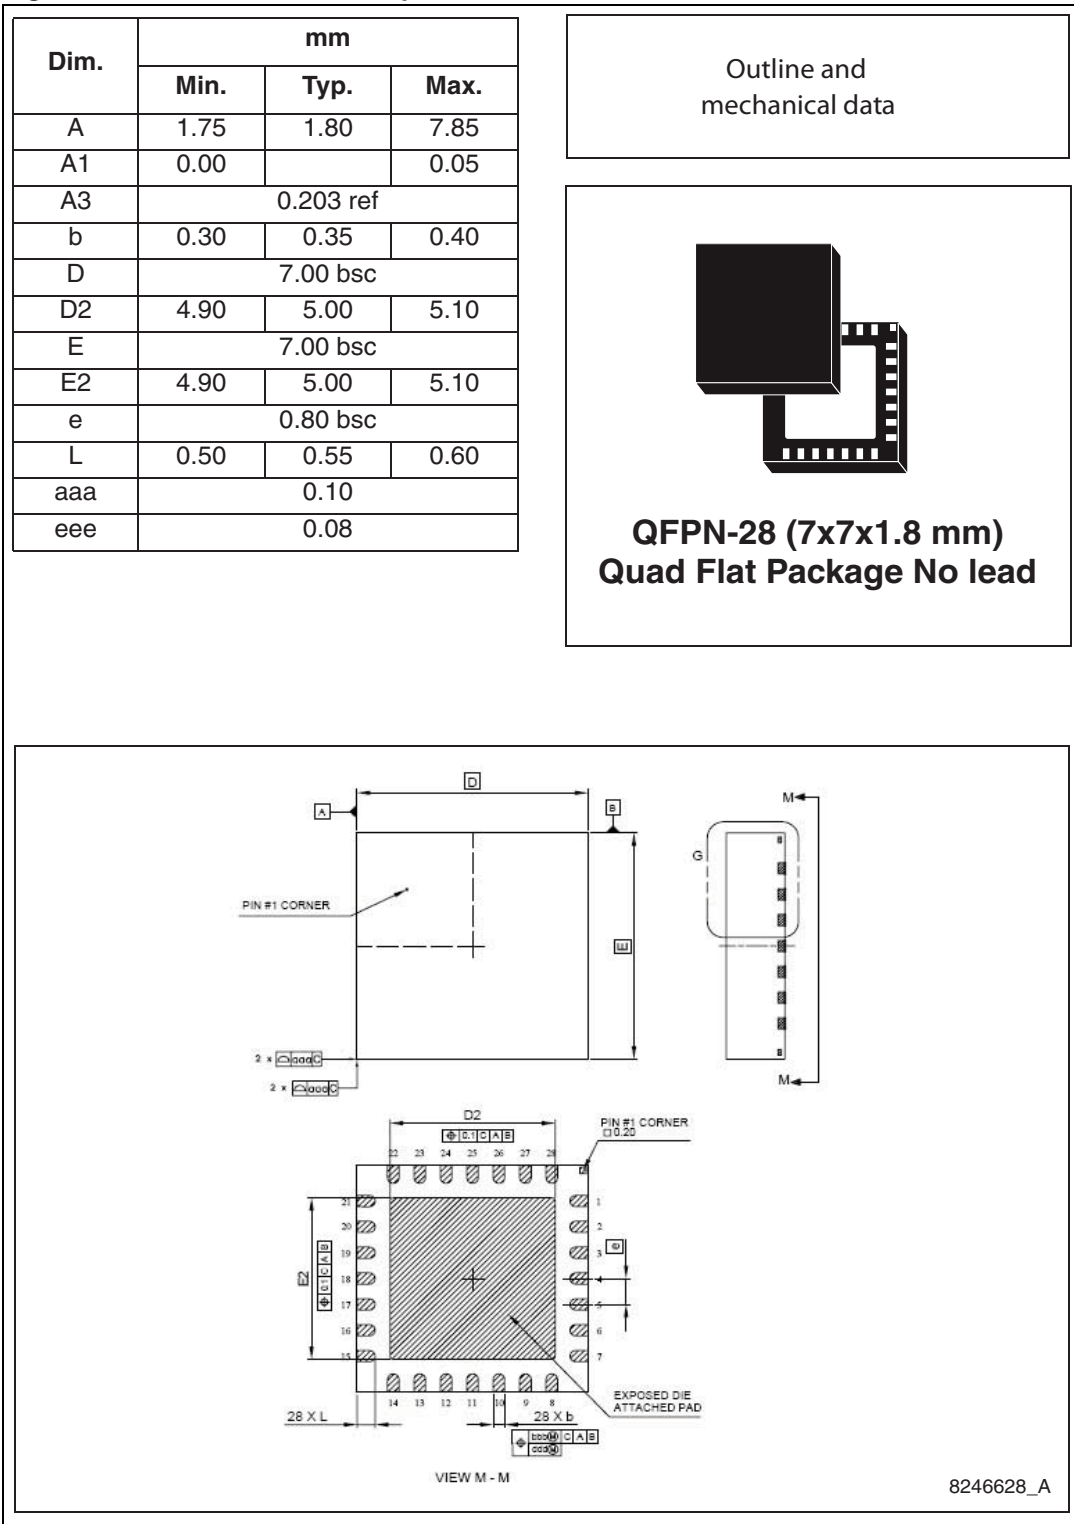 Dim. mm
Min. Typ. Max.
A 1.75 1.80 7.85
A1 0.00 0.05
A3 0.203 ref
b 0.30 0.35 0.40
D 7.00 bsc
D2 4.90 5.00 5.10
E 7.00 bsc
E2 4.90 5.00 5.10
e 0.80 bsc
L 0.50 0.55 0.60
aaa 0.10
eee 0.08
Outline and
mechanical data
QFPN-28 (7x7x1.8 mm)
Quad Flat Package No lead
D
A
B
M
G
PIN #1 CORNER
E
2 x aaa C
2 x aaa C
M
D2
0.1 C A B
PIN #1 CORNER
0.20
22 23 24 25 26 27 28
21
20
19
18
17
16
15
E2
0.1 C A B
1
2
3
4
5
6
7
e
14 13 12 11 10 9 8
EXPOSED DIE
ATTACHED PAD
28 X L
28 X b
bbb M C A B
ddd M
VIEW M - M
8246628_A